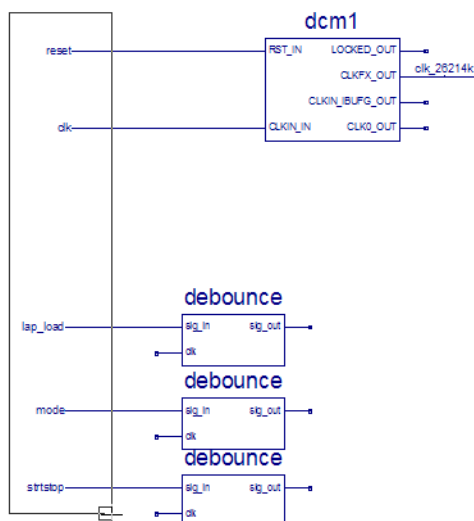 dcm1
reset RST_IN LOCKED_OUT
CLKFX_OUT clk_26214k
CLKIN_IBUFG_OUT
clk CLKIN_IN CLK0_OUT
debounce
lap_load sig_in sig_out
clk
debounce
mode sig_in sig_out
clk
debounce
strtstop sig_in sig_out
clk